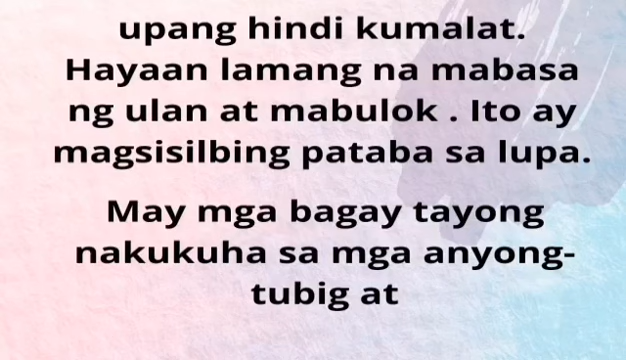 upang hindi kumalat.
Hayaan lamang na mabasa
ng ulan at mabulok . Ito ay
magsisilbing pataba sa lupa.
May mga bagay tayong
nakukuha sa mga anyong-
tubig at